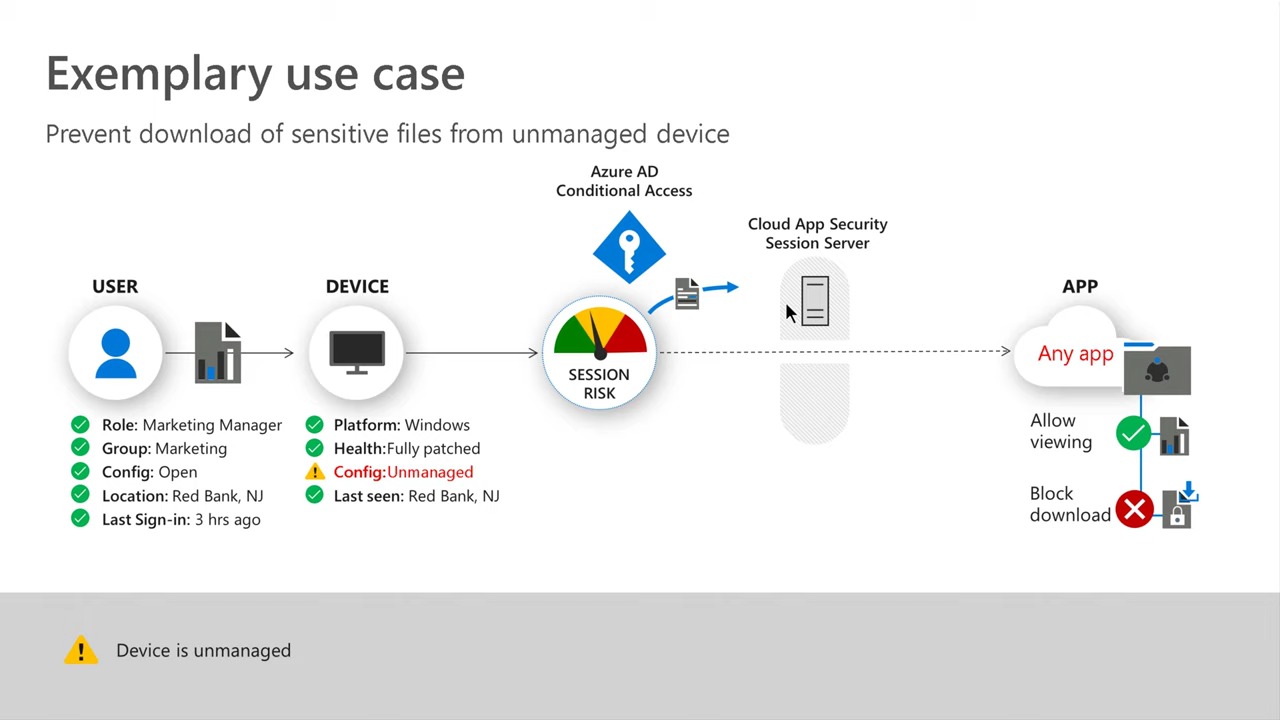 Exemplary use case
Prevent download of sensitive files from unmanaged device
Azure AD
Conditional Access
Cloud App Security
Session Server
USER
DEVICE
APP
SESSION
RISK
Any app
Role: Marketing Manager
Group: Marketing
Config: Open
Location: Red Bank, NJ
Last Sign-in: 3 hrs ago
Platform: Windows
Health:Fully patched
Config:Unmanaged
Last seen: Red Bank, NJ
Allow
viewing
Block
download
Device is unmanaged